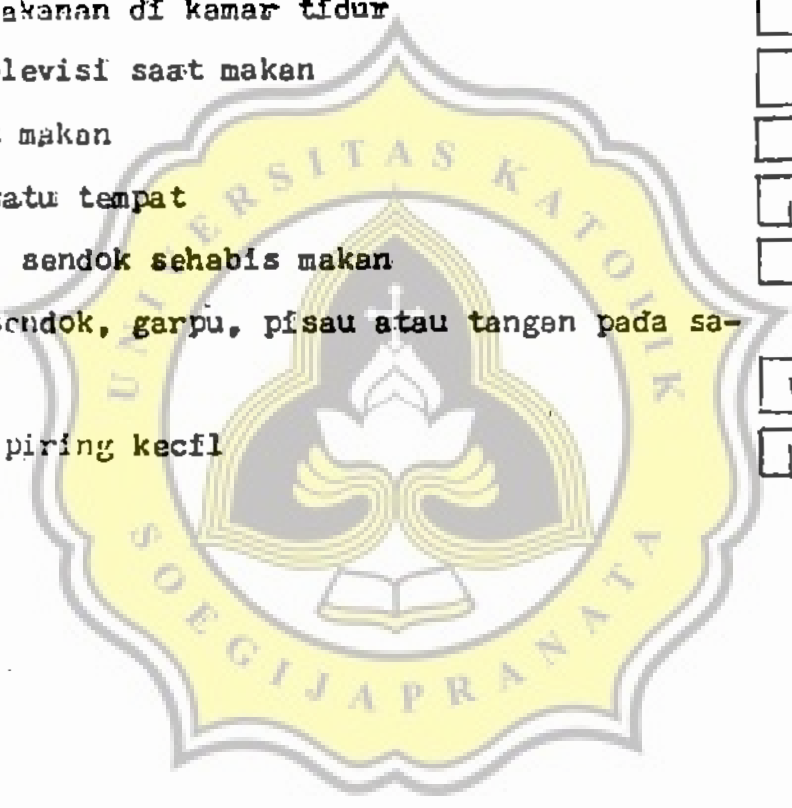 akanan di kamar tidur
levisi saat makan
makan
atu tempat
sendok sehabis makan
sendok, garpu, pisau atau tangan pada sa-
piring kecil
UNIVERSITAS KATOLIK
SOEGIJAPRANATA